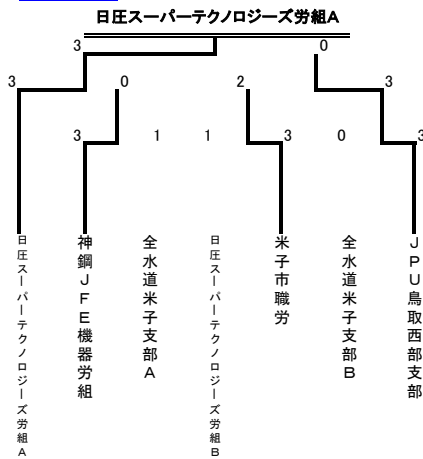 日圧スーパーテクノロジーズ労組A
3 0
3 0 2 3
3 1 1 3 0 3
日圧スーパーテクノロジーズ労組A
神鋼JFE機器労組
全水道米子支部A
日圧スーパーテクノロジーズ労組B
米子市職労
全水道米子支部B
JPU鳥取西部支部